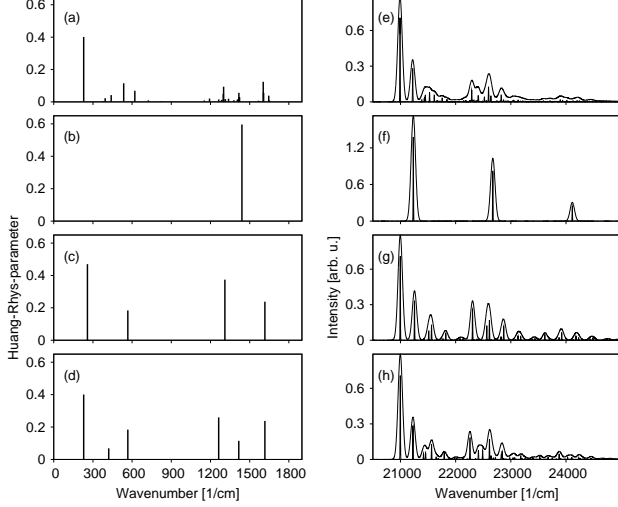 0.6
0.4
0.2
0
(a)
0.6
0.4
0.2
0
(b)
0.6
0.4
0.2
0
(c)
0.6
0.4
0.2
0
(d)
0 300 600 900 1200 1500 1800
Wavenumber [1/cm]
Huang-Rhys-parameter
0.6
0.3
0
(e)
1.2
0.6
0
(f)
0.6
0.3
0
(g)
0.6
0.3
0
(h)
21000 22000 23000 24000
Wavenumber [1/cm]
Intensity [arb. u.]